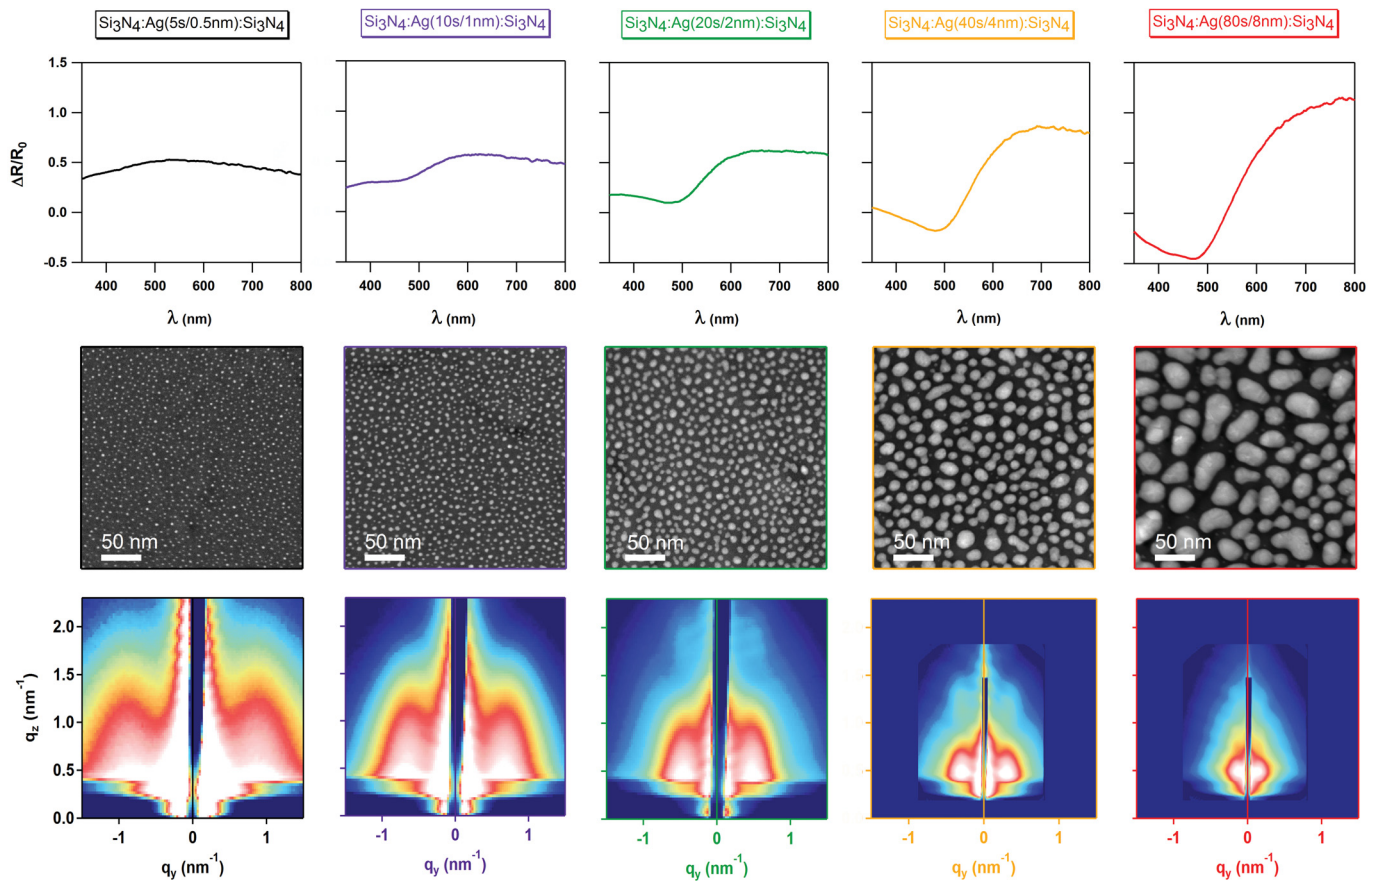 Si3N4:Ag(5s/0.5nm):Si3N4
Si3N4:Ag(10s/1nm):Si3N4
Si3N4:Ag(20s/2nm):Si3N4
Si3N4:Ag(40s/4nm):Si3N4
Si3N4:Ag(80s/8nm):Si3N4
1.5
1.0
0.5
0.0
-0.5
ΔR/R0
400 500 600 700 800
400 500 600 700 800
400 500 600 700 800
400 500 600 700 800
400 500 600 700 800
λ (nm)
λ (nm)
λ (nm)
λ (nm)
λ (nm)
50 nm
50 nm
50 nm
50 nm
50 nm
2.0
1.5
1.0
0.5
0.0
qz (nm-1)
-1 0 1
-1 0 1
-1 0 1
-1 0 1
-1 0 1
qy (nm-1)
qy (nm-1)
qy (nm-1)
qy (nm-1)
qy (nm-1)